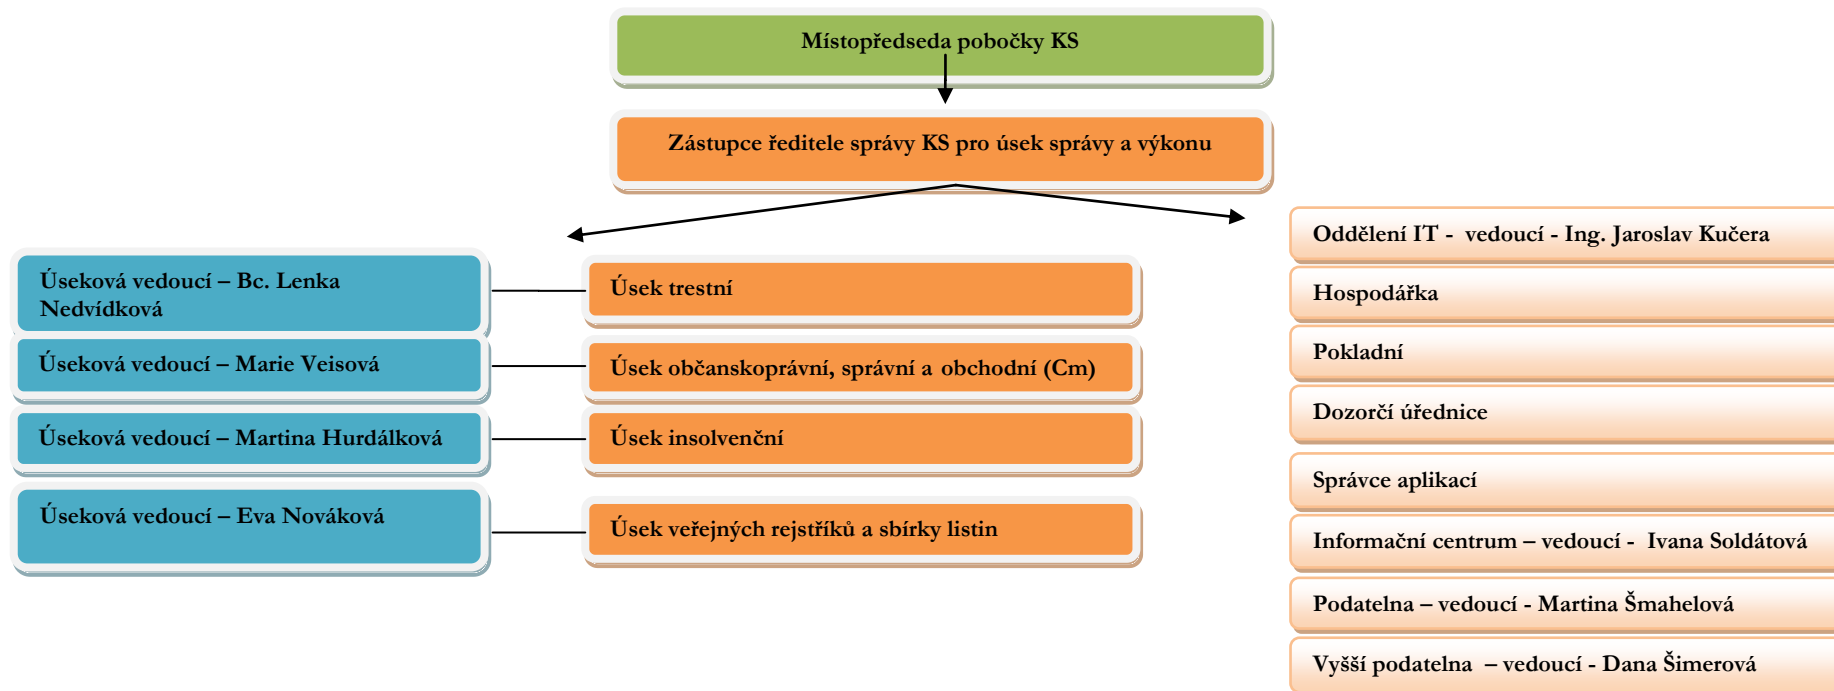 Místopředseda pobočky KS
Zástupce ředitele správy KS pro úsek správy a výkonu
Úseková vedoucí – Bc. Lenka
Nedvídková
Úsek trestní
Úseková vedoucí – Marie Veisová
Úsek občanskoprávní, správní a obchodní (Cm)
Úseková vedoucí – Martina Hurdálková
Úsek insolvenční
Úseková vedoucí – Eva Nováková
Úsek veřejných rejstříků a sbírky listin
Oddělení IT - vedoucí - Ing. Jaroslav Kučera
Hospodářka
Pokladní
Dozorčí úřednice
Správce aplikací
Informační centrum – vedoucí - Ivana Soldátová
Podatelna – vedoucí - Martina Šmahelová
Vyšší podatelna – vedoucí - Dana Šimerová